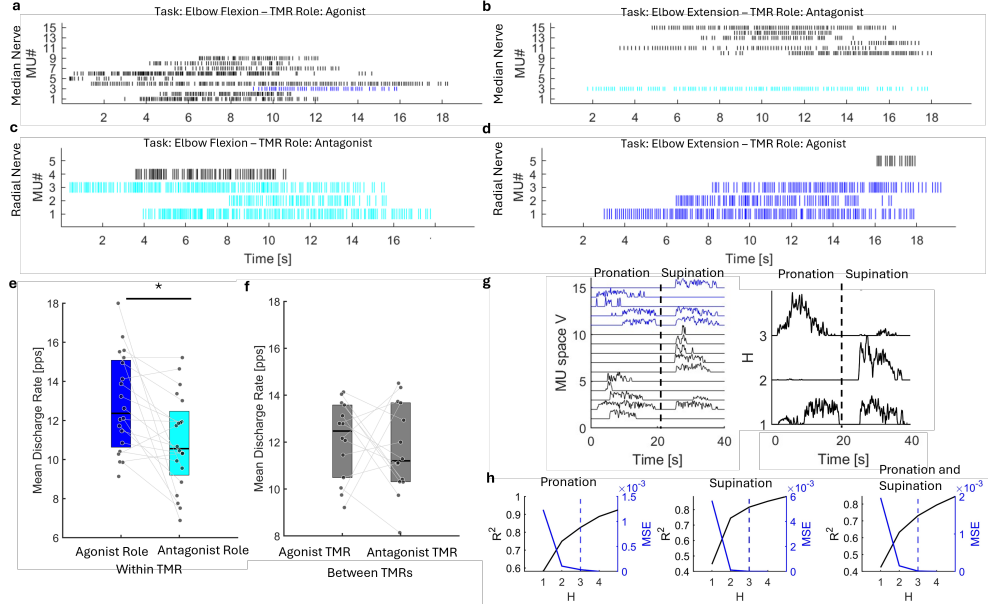 a
Task: Elbow Flexion – TMR Role: Agonist
Median Nerve
MU#
15
13
11
9
7
5
3
1
2 4 6 8 10 12 14 16 18
b
Task: Elbow Extension – TMR Role: Antagonist
Median Nerve
MU#
15
13
11
9
7
5
3
1
2 4 6 8 10 12 14 16 18
c
Task: Elbow Flexion – TMR Role: Antagonist
Radial Nerve
MU#
5
4
3
2
1
2 4 6 8 10 12 14 16
Time [s]
d
Task: Elbow Extension – TMR Role: Agonist
Radial Nerve
MU#
5
4
3
2
1
2 4 6 8 10 12 14 16 18
Time [s]
e
Mean Discharge Rate [pps]
18
16
14
12
10
8
6
*
Agonist Role Antagonist Role
Within TMR
f
Mean Discharge Rate [pps]
18
16
14
12
10
8
Agonist TMR Antagonist TMR
Between TMRs
g
Pronation Supination
MU space V
15
10
5
0
0 20 40
Time [s]
Pronation Supination
H
3
2
1
0 20 40
Time [s]
h
Pronation
R²
1
0.9
0.8
0.7
0.6
×10⁻³
1.5
1
0.5
0
MSE
1 2 3 4
H
Supination
R²
0.8
0.7
0.6
0.5
0.4
×10⁻³
6
4
2
0
MSE
1 2 3 4
H
Pronation and
Supination
R²
0.8
0.7
0.6
0.5
0.4
×10⁻³
2
1
0
MSE
1 2 3 4
H